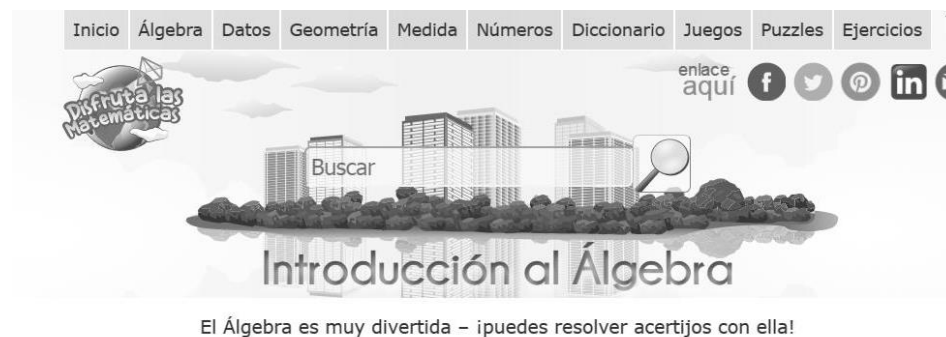 Inicio Álgebra Datos Geometría Medida Números Diccionario Juegos Puzzles Ejercicios
Disfruta las
Matemáticas
enlace
aquí
f in
Buscar
Introducción al Álgebra
El Álgebra es muy divertida – ¡puedes resolver acertijos con ella!